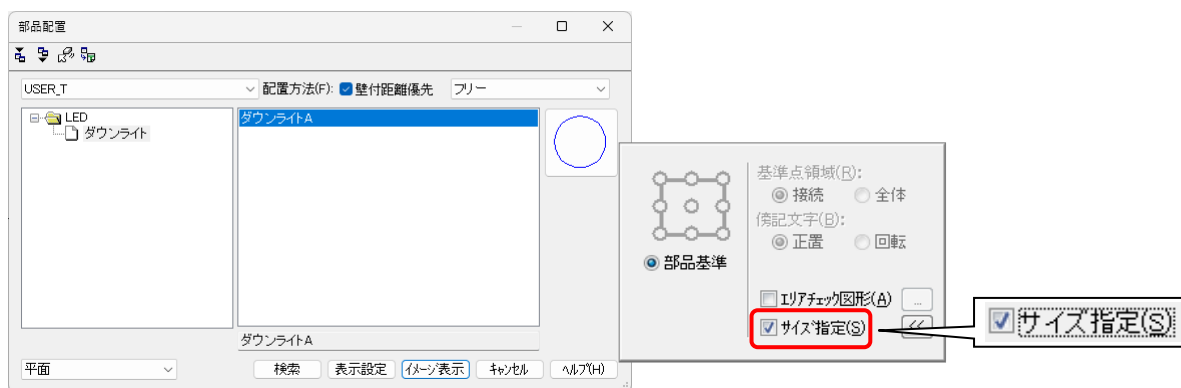 部品配置
USER_T
配置方法(F): 壁付距離優先 フリー
LED
ダウンライト
ダウンライトA
ダウンライトA
平面
検索 表示設定 イメージ表示 キャンセル ヘルプ(H)
基準点領域(R):
接続 全体
傍記文字(B):
正置 回転
部品基準
エリアチェック図形(A) ...
サイズ指定(S) <<
サイズ指定(S)